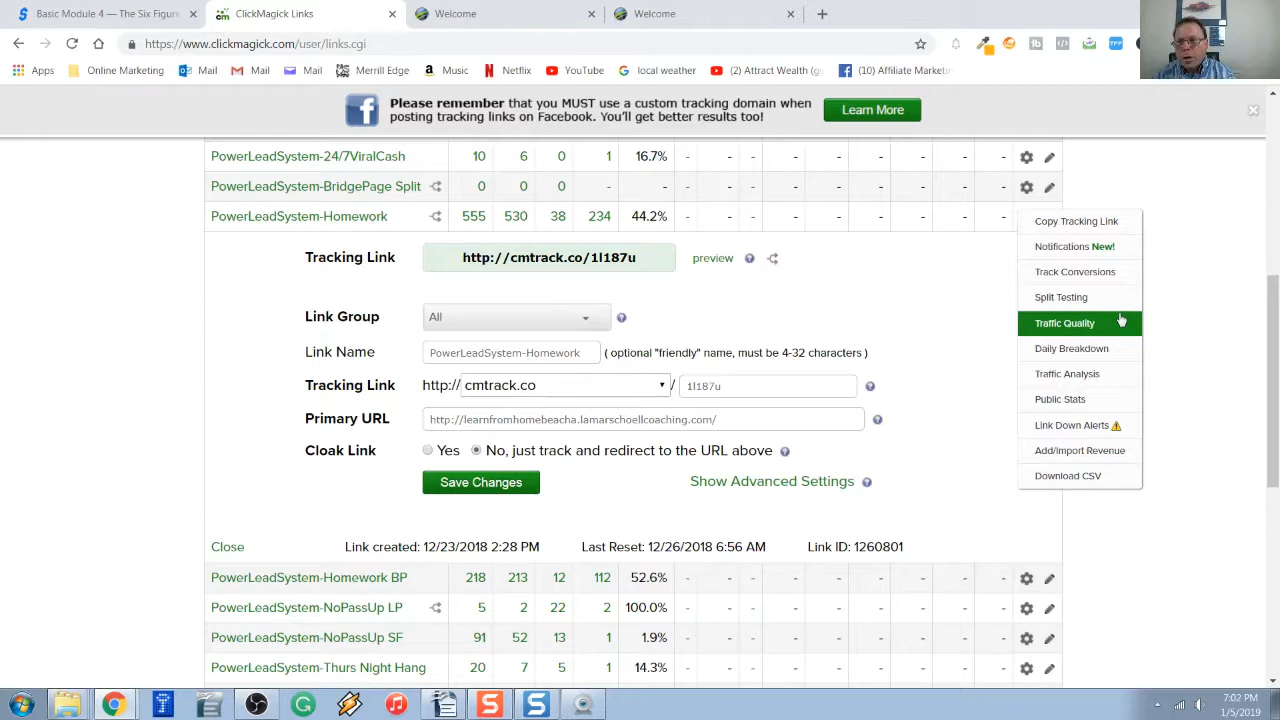 Basic Module 4 — The Six Figure
ClickMagick Links
Welcome
Welcome
https://www.clickmagick.com/user/links.cgi
Apps
Online Marketing
Mail
Mail
Mail
Merrill Edge
Music
Netflix
YouTube
local weather
(2) Attract Wealth (
(10) Affiliate Market
Please remember that you MUST use a custom tracking domain when
posting tracking links on Facebook. You'll get better results too!
Learn More
PowerLeadSystem-24/7ViralCash 10 6 0 1 16.7% - - - - - - - -
PowerLeadSystem-BridgePage Split 0 0 0 - - - - - - - - - -
PowerLeadSystem-Homework 555 530 38 234 44.2% - - - - - - -
Copy Tracking Link
Notifications New!
Track Conversions
Split Testing
Traffic Quality
Daily Breakdown
Traffic Analysis
Public Stats
Link Down Alerts
Add/Import Revenue
Download CSV
Tracking Link http://cmtrack.co/1l187u preview
Link Group All
Link Name PowerLeadSystem-Homework ( optional "friendly" name, must be 4-32 characters )
Tracking Link http:// cmtrack.co / 1l187u
Primary URL http://learnfromhomebeacha.lamarschoellcoaching.com/
Cloak Link Yes No, just track and redirect to the URL above
Save Changes Show Advanced Settings
Close Link created: 12/23/2018 2:28 PM Last Reset: 12/26/2018 6:56 AM Link ID: 1260801
PowerLeadSystem-Homework BP 218 213 12 112 52.6% - - - - - - - -
PowerLeadSystem-NoPassUp LP 5 2 22 2 100.0% - - - - - - - -
PowerLeadSystem-NoPassUp SF 91 52 13 1 1.9% - - - - - - - -
PowerLeadSystem-Thurs Night Hang 20 7 5 1 14.3% - - - - - - - -
7:02 PM
1/5/2019